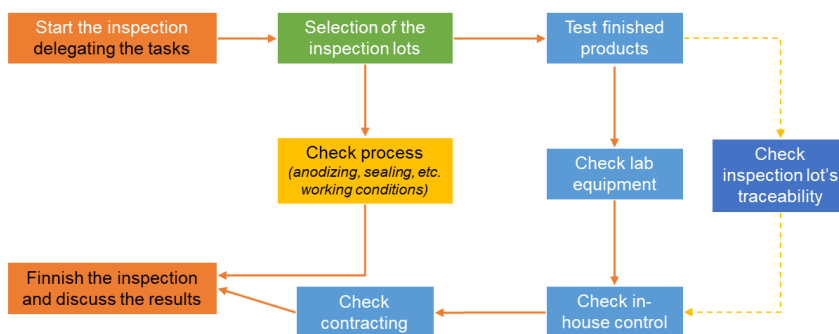 Start the inspection
delegating the tasks
Selection of the
inspection lots
Test finished
products
Check process
(anodizing, sealing, etc.
working conditions)
Check lab
equipment
Check
inspection lot's
traceability
Finnish the inspection
and discuss the results
Check
contracting
Check in-
house control